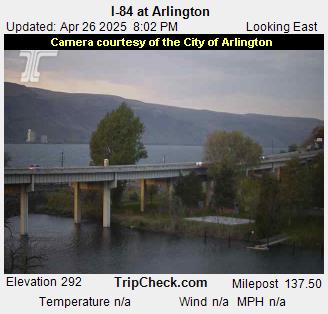 I-84 at Arlington
Updated: Apr 26 2025 8:02 PM Looking East
Camera courtesy of the City of Arlington
Elevation 292 TripCheck.com Milepost 137.50
Temperature n/a Wind n/a MPH n/a